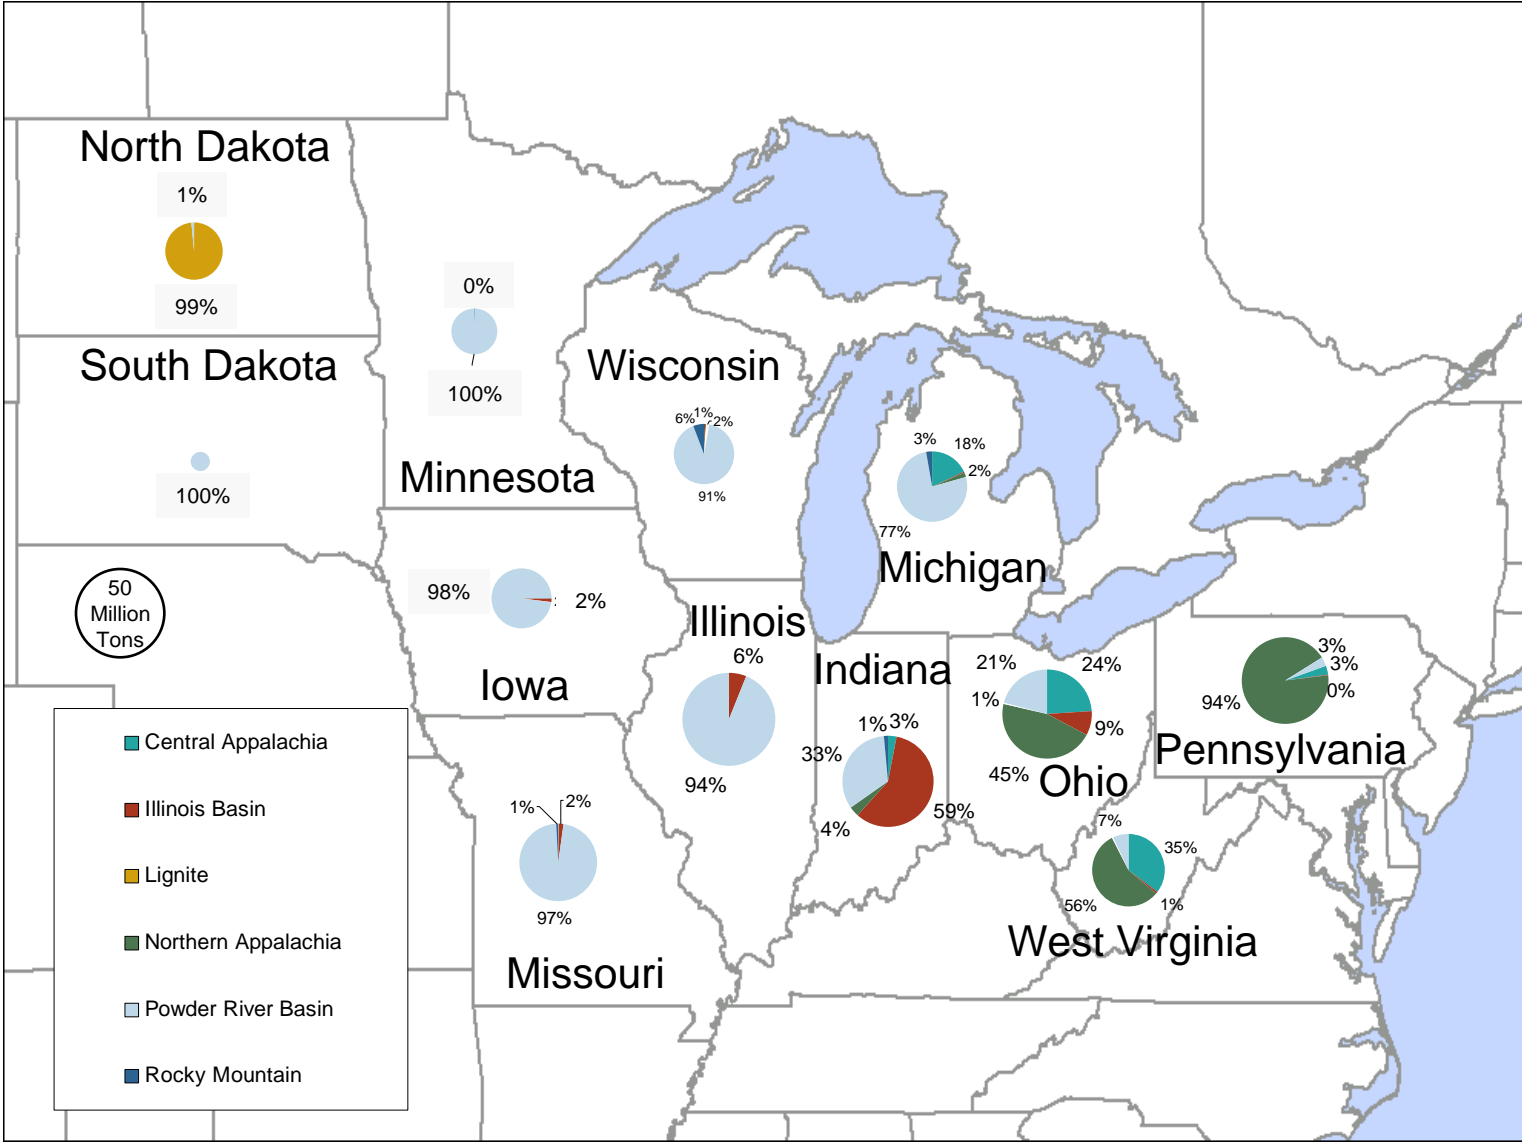 North Dakota
1%
99%
South Dakota
100%
0%
100%
Minnesota
Wisconsin
6%
1%
2%
91%
3%
18%
2%
77%
Michigan
50
Million
Tons
98%
2%
Iowa
Illinois
6%
94%
Indiana
1%
3%
33%
59%
4%
21%
24%
1%
9%
45%
Ohio
3%
3%
0%
94%
Pennsylvania
7%
35%
56%
1%
West Virginia
1%
2%
97%
Missouri
Central Appalachia
Illinois Basin
Lignite
Northern Appalachia
Powder River Basin
Rocky Mountain